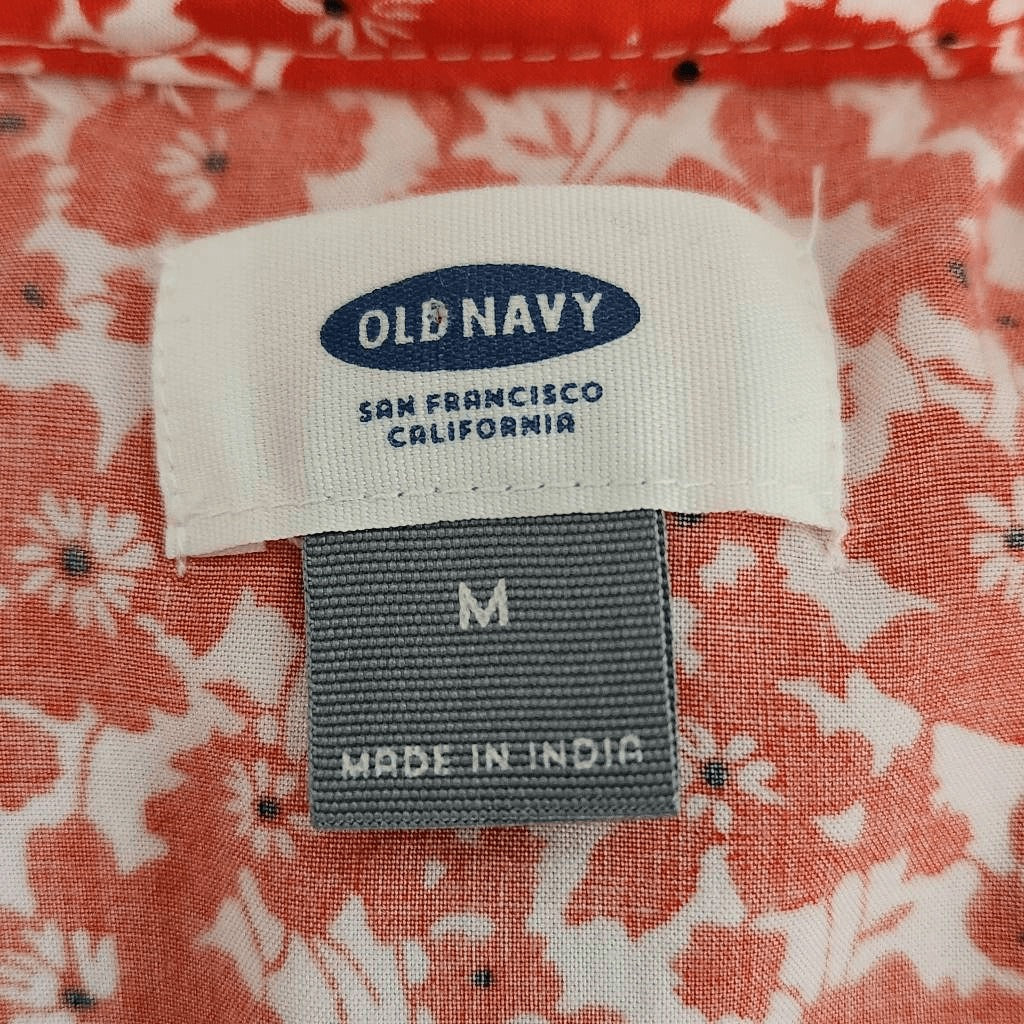 OLD NAVY
SAN FRANCISCO
CALIFORNIA
M
MADE IN INDIA